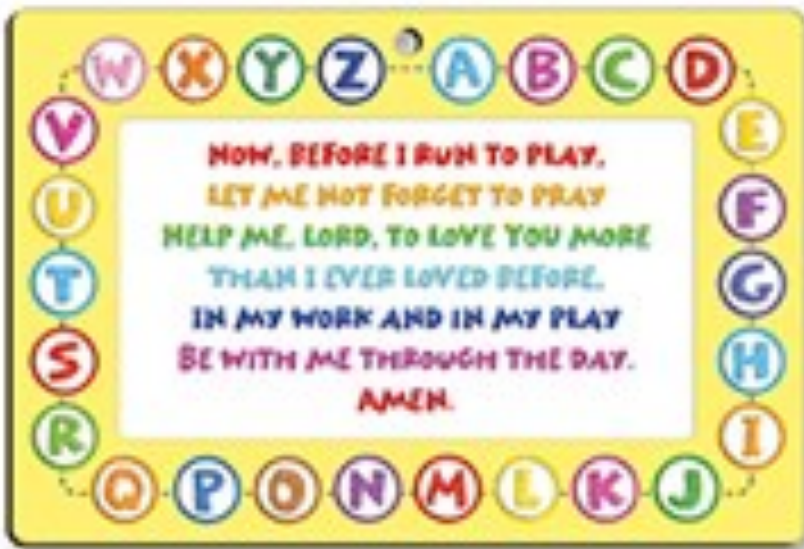 W X Y Z A B C D
E
F
G
H
I
J
K
L
M
N
O
P
Q
R
S
T
U
V
NOW, BEFORE I RUN TO PLAY,
LET ME NOT FORGET TO PRAY
HELP ME, LORD, TO LOVE YOU MORE
THAN I EVER LOVED BEFORE,
IN MY WORK AND IN MY PLAY
BE WITH ME THROUGH THE DAY.
AMEN.